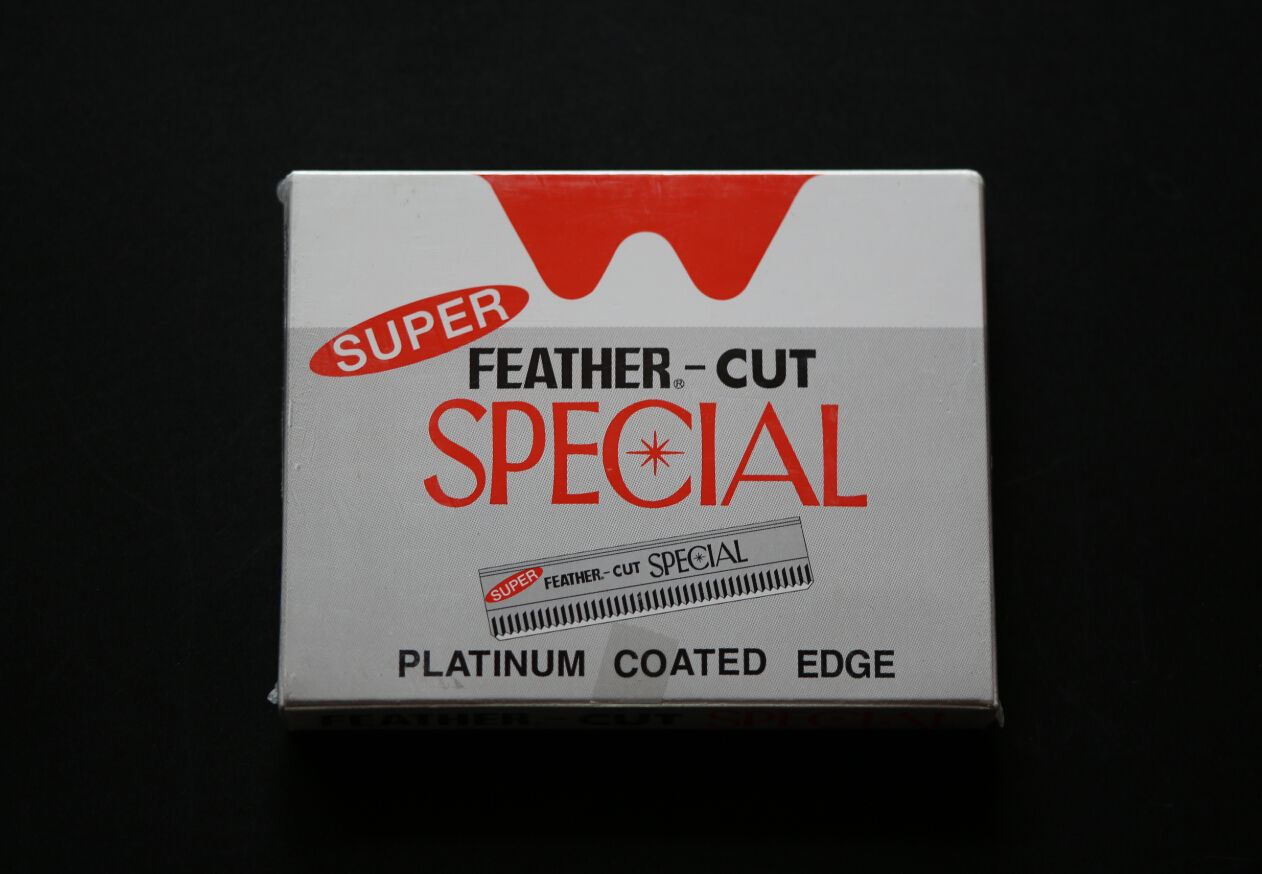 SUPER
FEATHER® - CUT
SPECIAL
SUPER FEATHER® - CUT SPECIAL
PLATINUM COATED EDGE
FEATHER® - CUT SPECIAL